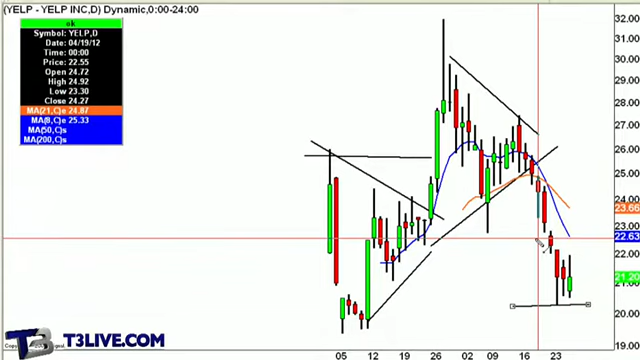 (YELP - YELP INC,D) Dynamic,0:00-24:00
ok
Symbol: YELP,D
Date: 04/19/12
Time: 00:00
Price: 22.55
Open 24.72
High 24.92
Low 23.30
Close 24.27
MA(21,C)e 24.87
MA(8,C)e 25.33
MA(50,C)s
MA(200,C)s
32.00
31.00
30.00
29.00
28.00
27.00
26.00
25.00
24.00
23.66
23.00
22.63
22.00
21.20
21.00
20.00
19.00
05 12 19 26 02 09 16 23
T3 T3LIVE.COM